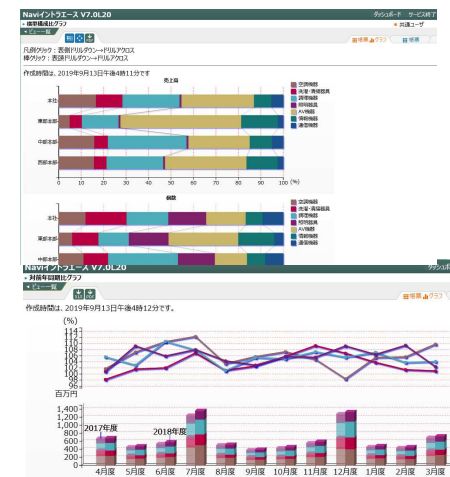 Naviイントラエース V7.0L20 ダッシュボード サービス終了
横帯構成比グラフ 共通ユーザ
ビュー一覧
帳票 グラフ 帳票
凡例クリック：表側ドリルダウン→ドリルアクロス
棒クリック：表頭ドリルダウン→ドリルアクロス
作成時間は、2019年9月13日午後4時11分です
売上高
本社
東部本部
中部本部
西部本部
空調機器
洗濯・清掃器具
調理機器
照明器具
AV機器
情報機器
通信機器
0 10 20 30 40 50 60 70 80 90 100 (%)
個数
本社
東部本部
中部本部
空調機器
洗濯・清掃器具
調理機器
照明器具
AV機器
情報機器
通信機器
Naviイントラエース V7.0L20
対前年同期比グラフ
ビュー一覧
帳票 グラフ
作成時間は、2019年9月13日午後4時12分です。
(%)
114
112
110
108
106
104
102
100
98
96
百万円
1,400
1,200
1,000
800
600
400
200
0
2017年度
2018年度
4月度 5月度 6月度 7月度 8月度 9月度 10月度 11月度 12月度 1月度 2月度 3月度